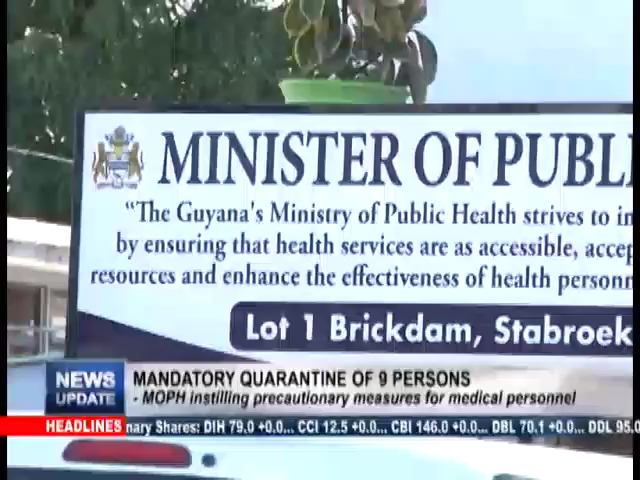 MINISTER OF PUBLI
"The Guyana's Ministry of Public Health strives to in
by ensuring that health services are as accessible, accep
resources and enhance the effectiveness of health personn
Lot 1 Brickdam, Stabroek
NEWS UPDATE
MANDATORY QUARANTINE OF 9 PERSONS
- MOPH instilling precautionary measures for medical personnel
HEADLINES nary Shares: DIH 79.0 +0.0... CCI 12.5 +0.0... CBI 146.0 +0.0... DBL 70.1 +0.0... DDL 95.0